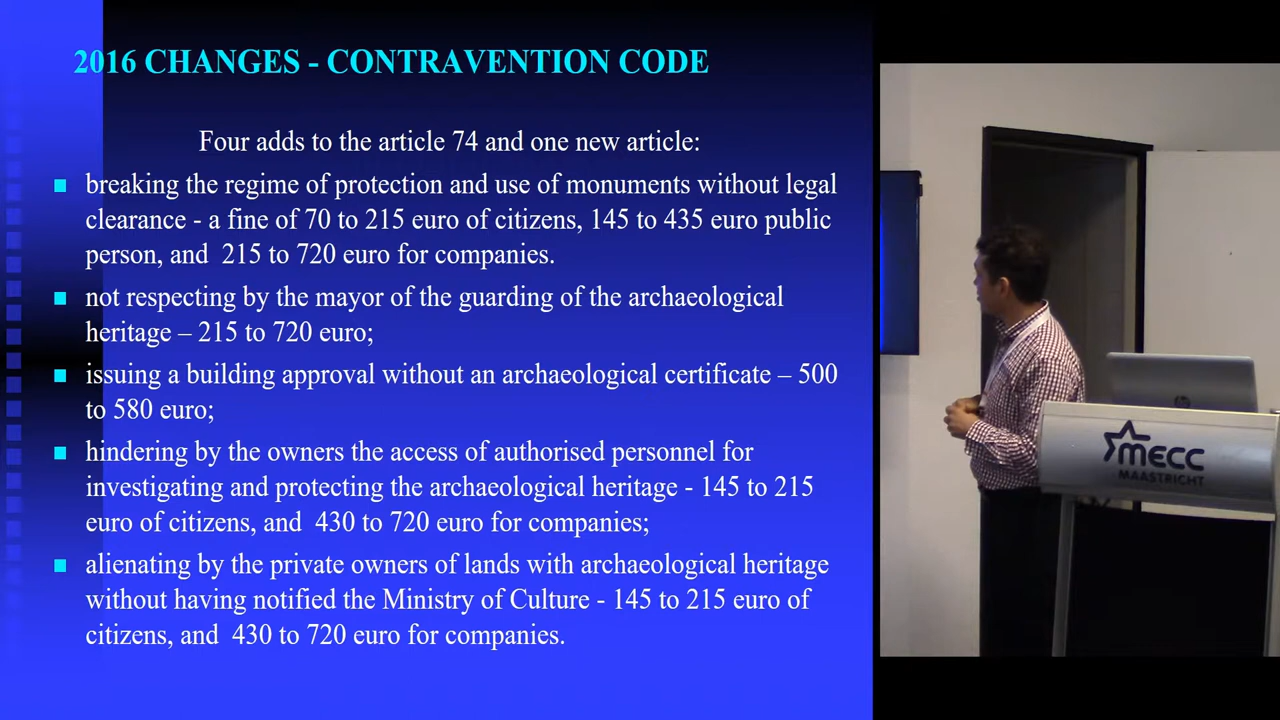 2016 CHANGES - CONTRAVENTION CODE
Four adds to the article 74 and one new article:
breaking the regime of protection and use of monuments without legal
clearance - a fine of 70 to 215 euro of citizens, 145 to 435 euro public
person, and 215 to 720 euro for companies.
not respecting by the mayor of the guarding of the archaeological
heritage – 215 to 720 euro;
issuing a building approval without an archaeological certificate – 500
to 580 euro;
hindering by the owners the access of authorised personnel for
investigating and protecting the archaeological heritage - 145 to 215
euro of citizens, and 430 to 720 euro for companies;
alienating by the private owners of lands with archaeological heritage
without having notified the Ministry of Culture - 145 to 215 euro of
citizens, and 430 to 720 euro for companies.
hp
mecc
MAASTRICHT